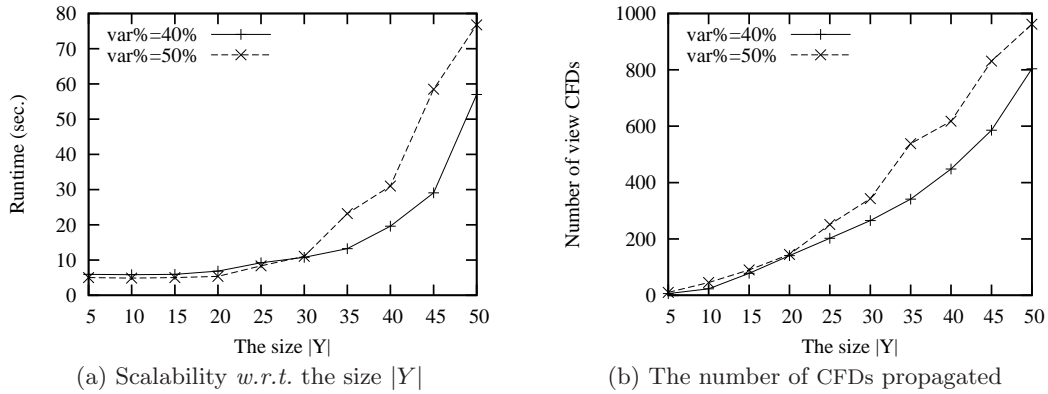 80
70
60
50
40
30
20
10
0
Runtime (sec.)
var%=40%
var%=50%
5 10 15 20 25 30 35 40 45 50
The size |Y|
(a) Scalability w.r.t. the size |Y|
1000
800
600
400
200
0
Number of view CFDs
var%=40%
var%=50%
5 10 15 20 25 30 35 40 45 50
The size |Y|
(b) The number of CFDs propagated